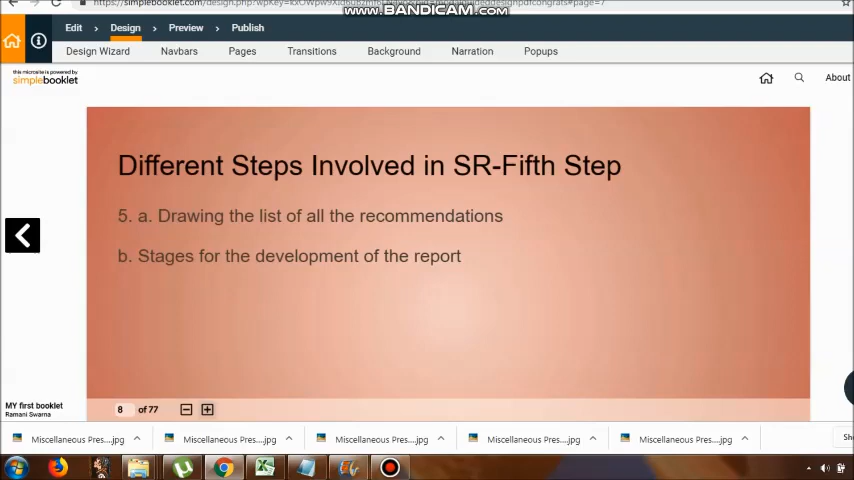 www.BANDICAM.com
Edit > Design > Preview > Publish
Design Wizard Navbars Pages Transitions Background Narration Popups
this microsite is powered by
simplebooklet
About
Different Steps Involved in SR-Fifth Step
5. a. Drawing the list of all the recommendations
b. Stages for the development of the report
MY first booklet
Ramani Swarna
8 of 77
Miscellaneous Pres....jpg Miscellaneous Pres....jpg Miscellaneous Pres....jpg Miscellaneous Pres....jpg Miscellaneous Pres....jpg